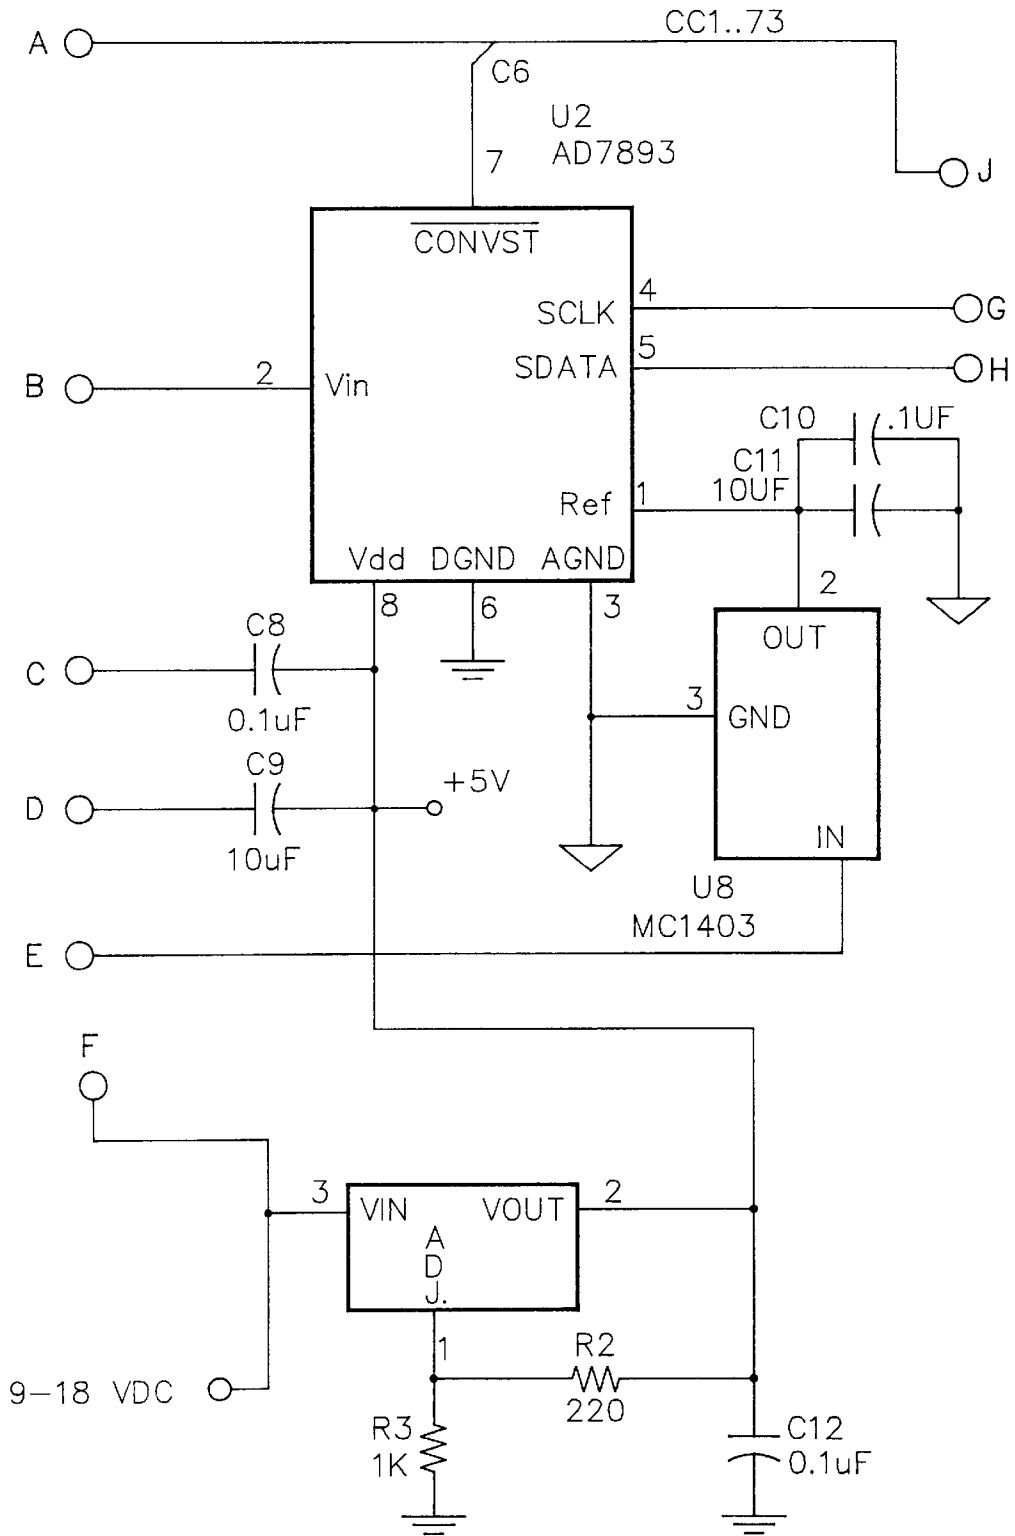 CC1..73
A
C6
U2
AD7893
7
J
CONVST
4
SCLK
G
5
SDATA
H
B
2
Vin
C10
.1UF
C11
10UF
1
Ref
Vdd
DGND
AGND
8
6
3
2
OUT
C8
C
0.1uF
3
GND
C9
+5V
D
10uF
IN
U8
MC1403
E
F
3
VIN
VOUT
2
A
D
J.
1
R2
220
9-18 VDC
R3
1K
C12
0.1uF